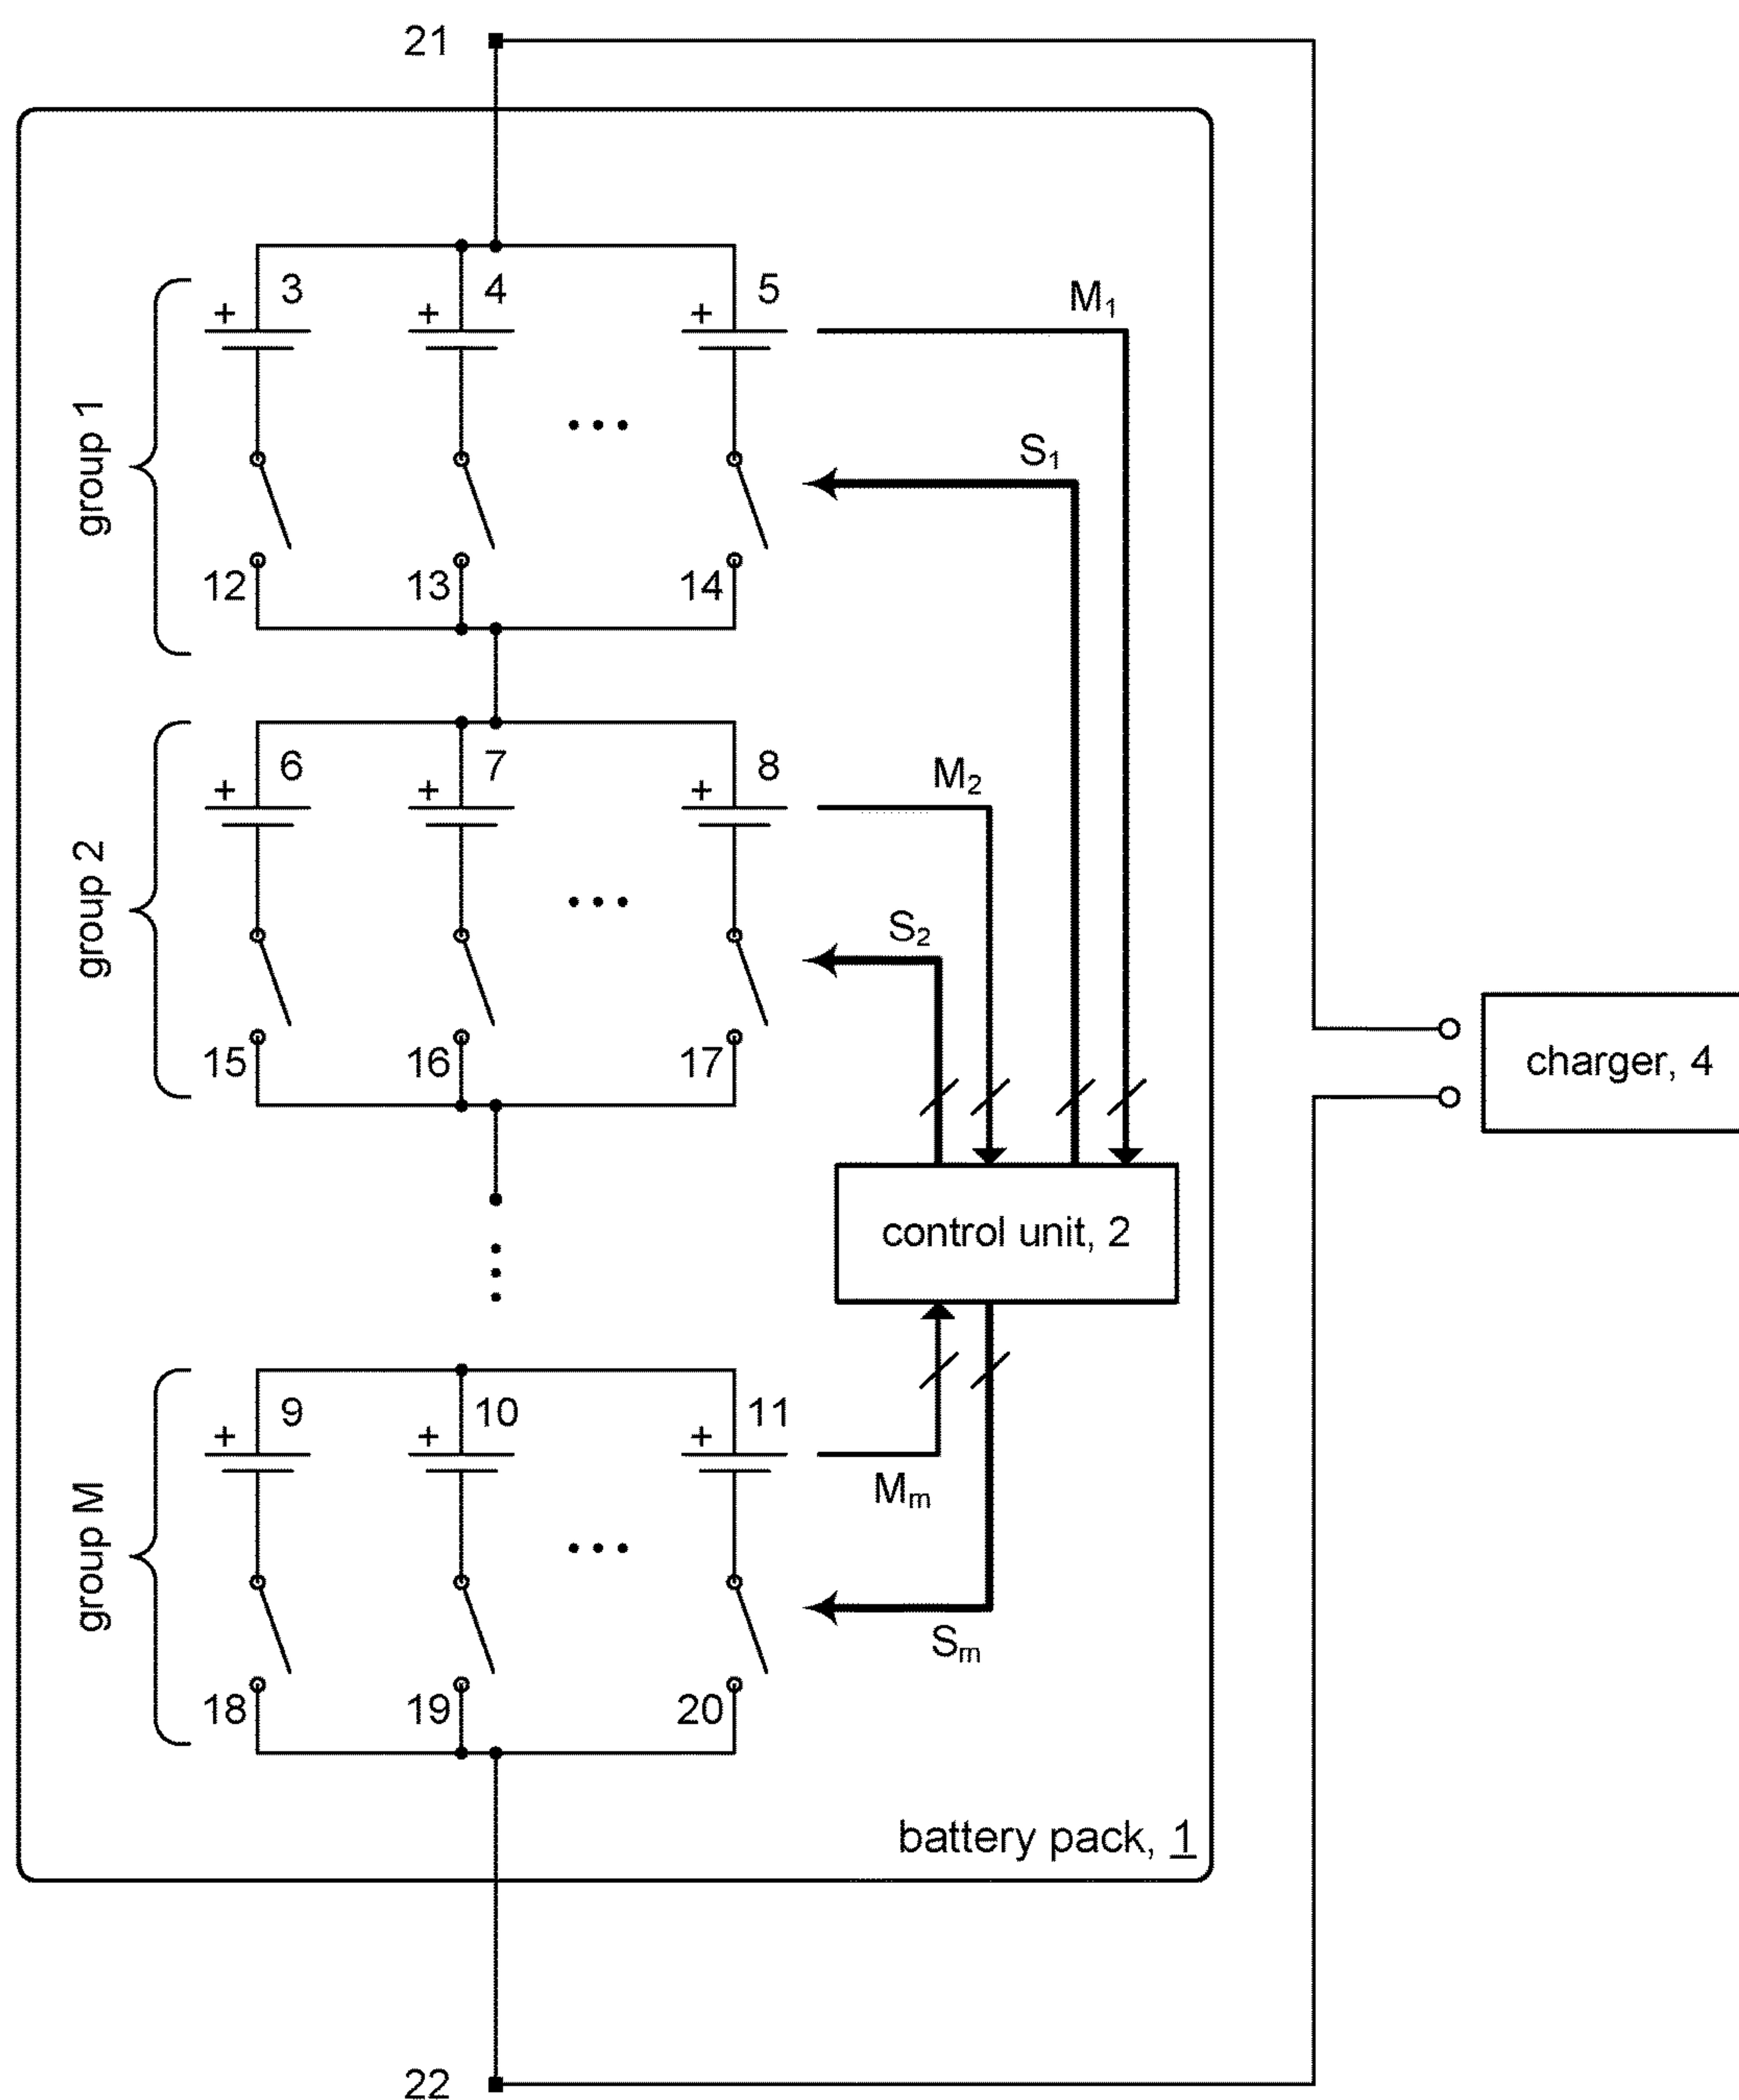 21
3
4
5
+
+
+
M₁
group 1
S₁
12
13
14
6
7
8
+
+
+
M₂
group 2
S₂
15
16
17
charger, 4
control unit, 2
9
10
11
+
+
+
Mₘ
group M
Sₘ
18
19
20
battery pack, 1
22